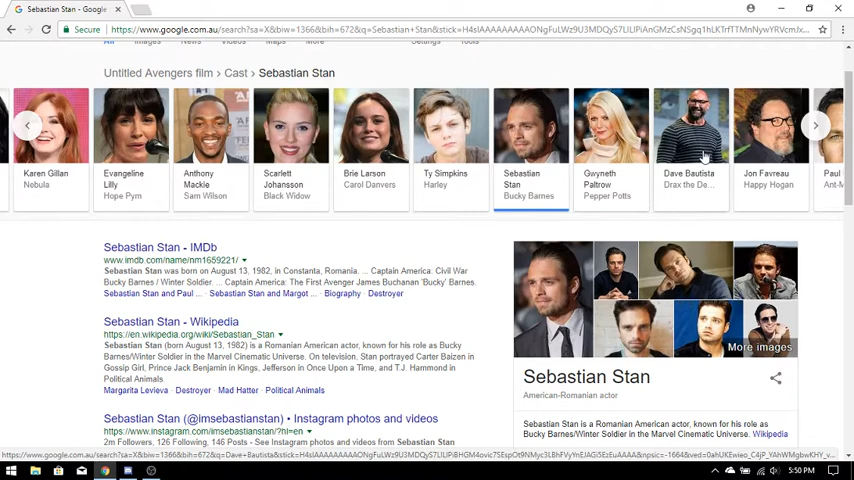 Sebastian Stan - Google S
Secure
https://www.google.com/search?sa=X&biw=1366&bih=672&q=Sebastian+Stan&stick=
All Images News Videos Maps More Settings Tools
Untitled Avengers film > Cast > Sebastian Stan
Karen Gillan
Nebula
Evangeline
Lilly
Hope Pym
Anthony
Mackie
Sam Wilson
Scarlett
Johansson
Black Widow
Brie Larson
Carol Danvers
Ty Simpkins
Harley
Sebastian
Stan
Bucky Barnes
Gwyneth
Paltrow
Pepper Potts
Dave Bautista
Drax the De...
Jon Favreau
Happy Hogan
Paul
Ant-M
Sebastian Stan - IMDb
www.imdb.com/name/nm1659221/
Sebastian Stan was born on August 13, 1982, in Constanta, Romania. ... Captain America: Civil War
Bucky Barnes / Winter Soldier. ... Captain America: The First Avenger James Buchanan 'Bucky' Barnes.
Sebastian Stan and Paul ... · Sebastian Stan and Margot ... · Biography · Destroyer
Sebastian Stan - Wikipedia
https://en.wikipedia.org/wiki/Sebastian_Stan
Sebastian Stan (born August 13, 1982) is a Romanian American actor, known for his role as Bucky
Barnes/Winter Soldier in the Marvel Cinematic Universe. On television, Stan portrayed Carter Baizen in
Gossip Girl, Prince Jack Benjamin in Kings, Jefferson in Once Upon a Time, and T.J. Hammond in
Political Animals.
Margarita Levieva · Destroyer · Mad Hatter · Political Animals
Sebastian Stan (@imsebastianstan) • Instagram photos and videos
https://www.instagram.com/imsebastianstan/?hl=en
2m Followers, 126 Following, 146 Posts - See Instagram photos and videos from Sebastian Stan
More images
Sebastian Stan
American-Romanian actor
Sebastian Stan is a Romanian American actor, known for his role as
Bucky Barnes/Winter Soldier in the Marvel Cinematic Universe. Wikipedia
5:50 PM